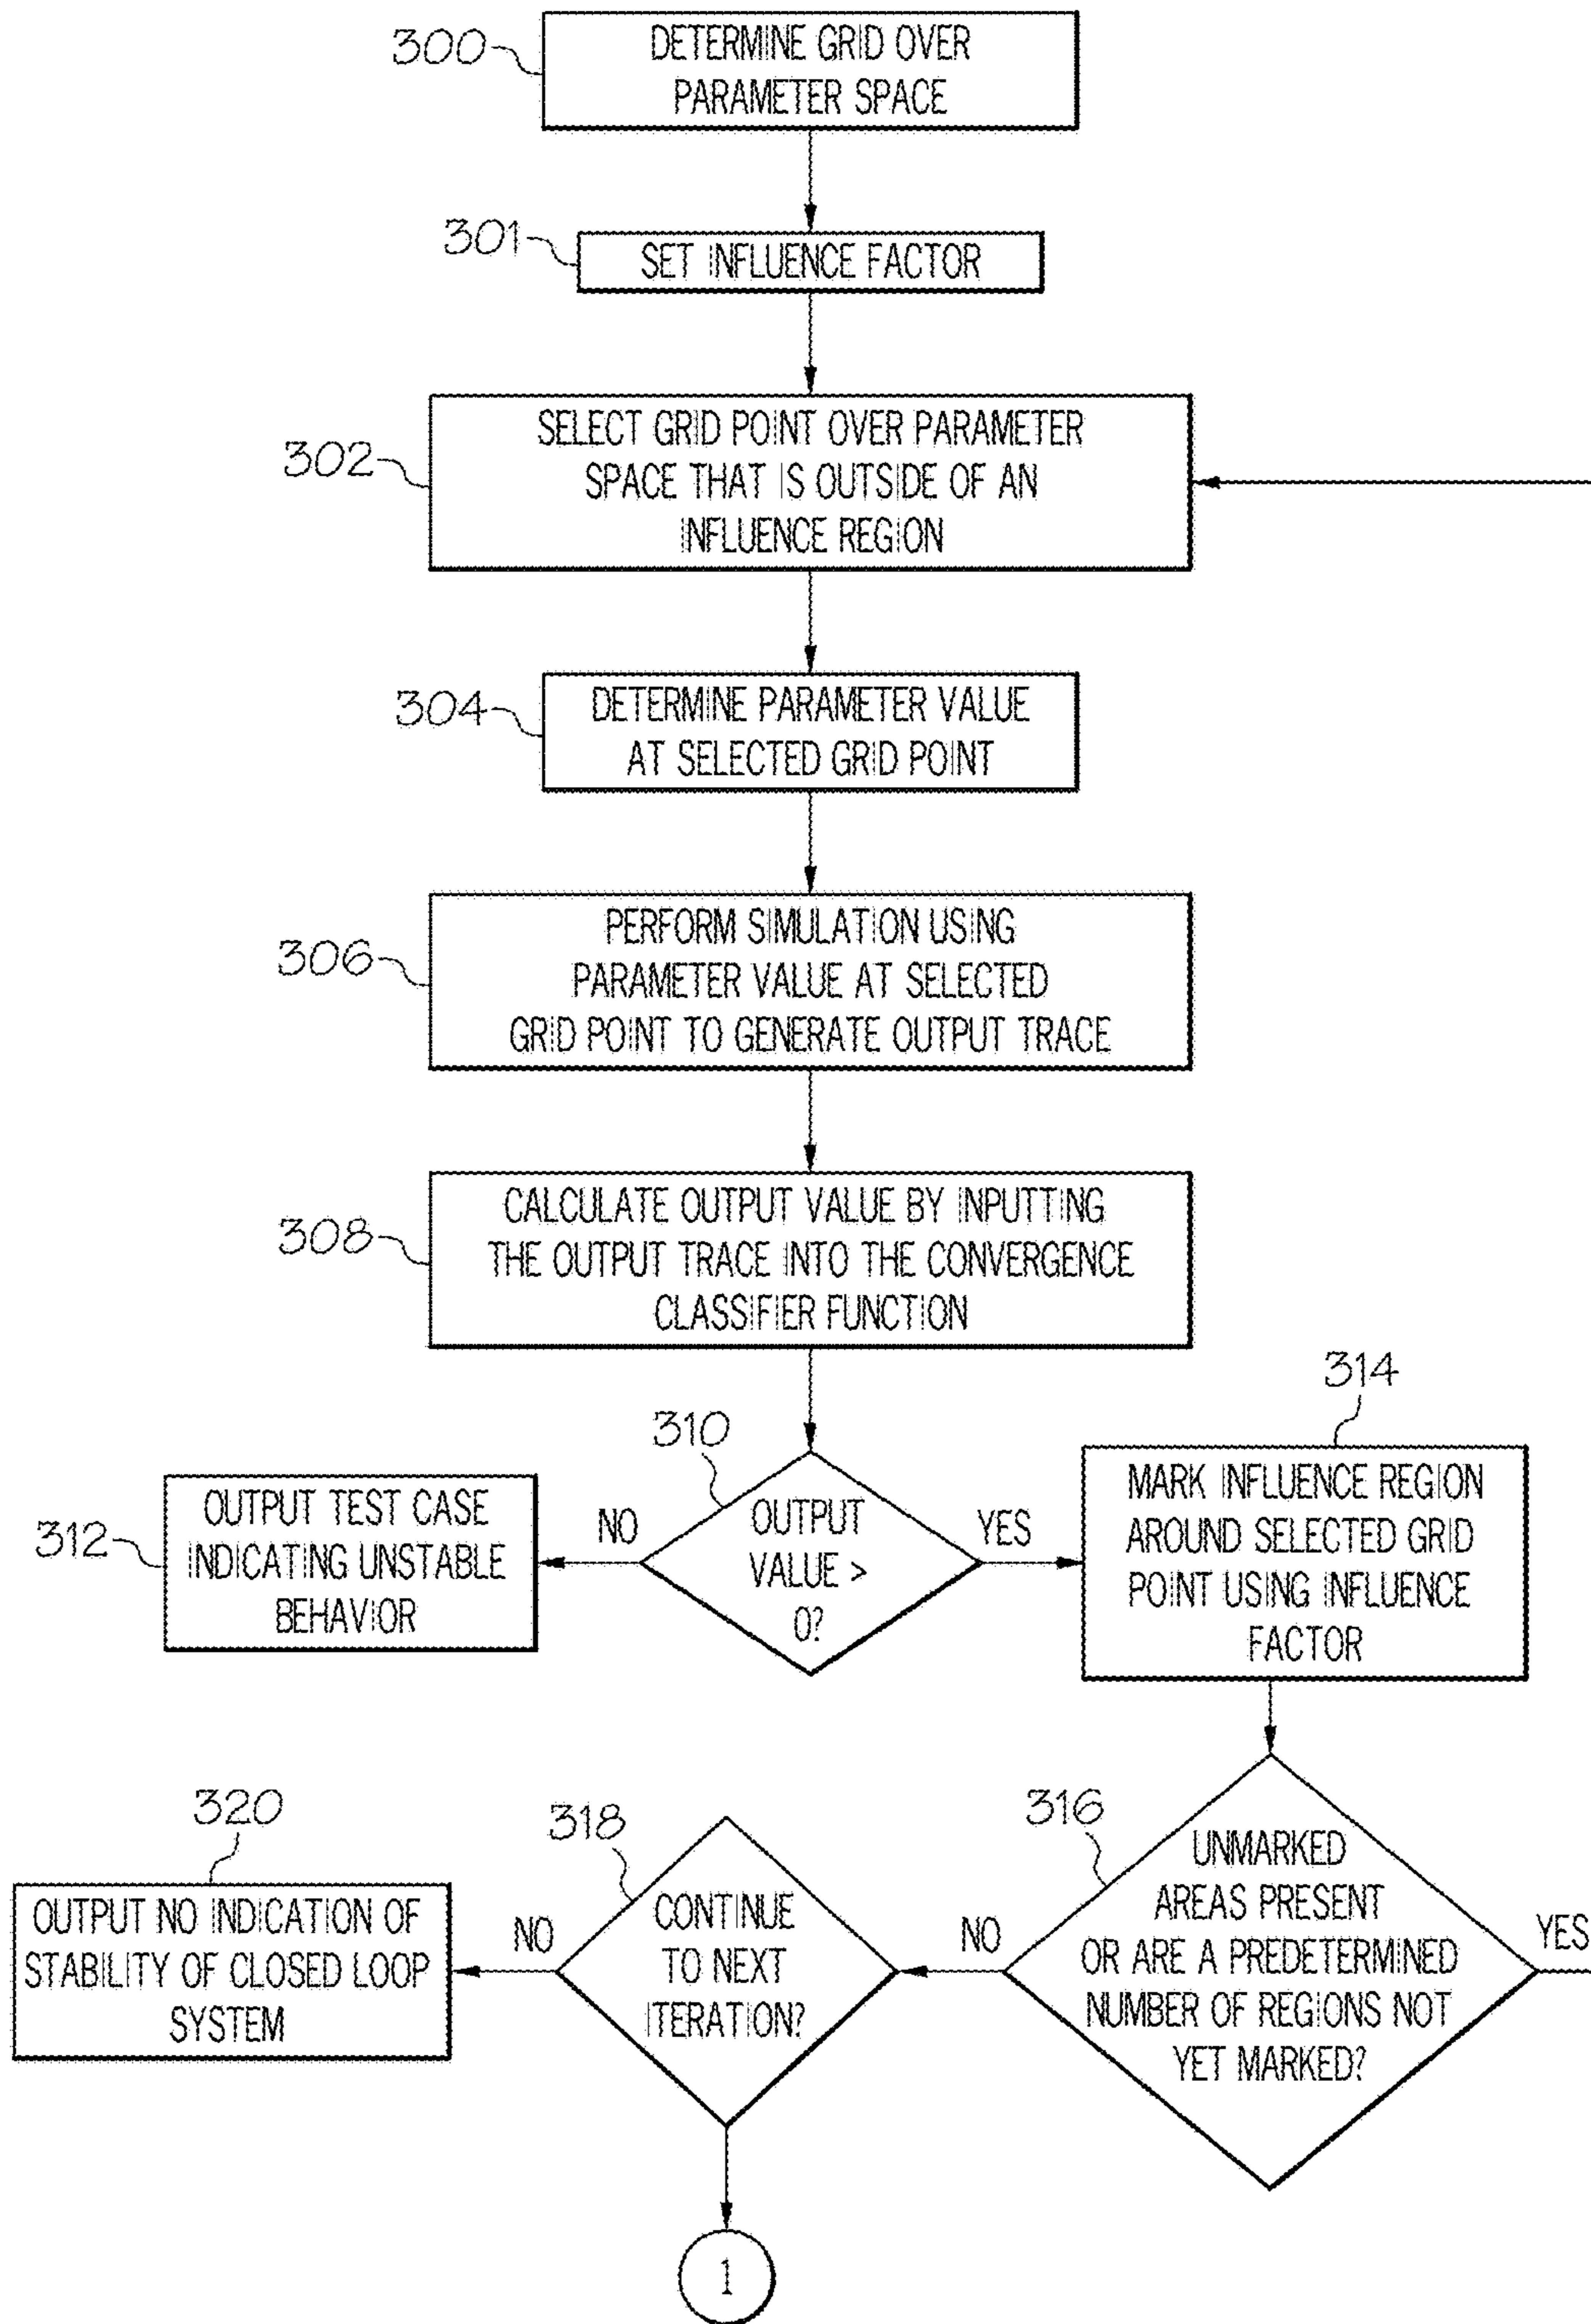 300
DETERMINE GRID OVER
PARAMETER SPACE
301
SET INFLUENCE FACTOR
302
SELECT GRID POINT OVER PARAMETER
SPACE THAT IS OUTSIDE OF AN
INFLUENCE REGION
304
DETERMINE PARAMETER VALUE
AT SELECTED GRID POINT
306
PERFORM SIMULATION USING
PARAMETER VALUE AT SELECTED
GRID POINT TO GENERATE OUTPUT TRACE
308
CALCULATE OUTPUT VALUE BY INPUTTING
THE OUTPUT TRACE INTO THE CONVERGENCE
CLASSIFIER FUNCTION
310
OUTPUT
VALUE >
0?
NO
YES
312
OUTPUT TEST CASE
INDICATING UNSTABLE
BEHAVIOR
314
MARK INFLUENCE REGION
AROUND SELECTED GRID
POINT USING INFLUENCE
FACTOR
316
UNMARKED
AREAS PRESENT
OR ARE A PREDETERMINED
NUMBER OF REGIONS NOT
YET MARKED?
YES
NO
318
CONTINUE
TO NEXT
ITERATION?
NO
320
OUTPUT NO INDICATION OF
STABILITY OF CLOSED LOOP
SYSTEM
1